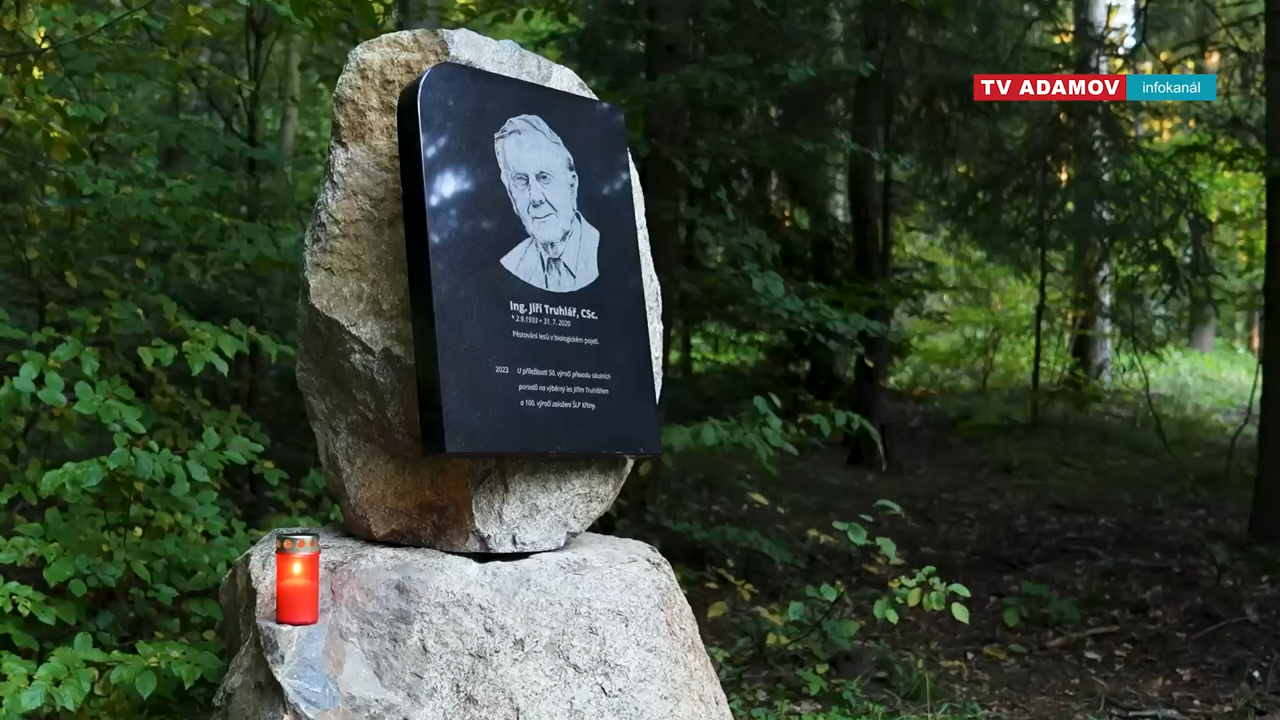 TV ADAMOV infokanál
Ing. Jiří Truhlář, CSc.
* 2.9.1933 + 31. 7. 2020
Pěstování lesů v biologickém pojetí.
2023 U příležitosti 50. výročí převodu okolních
porostů na výběrný les Jiřím Truhlářem
a 100. výročí založení ŠLP Křtiny.